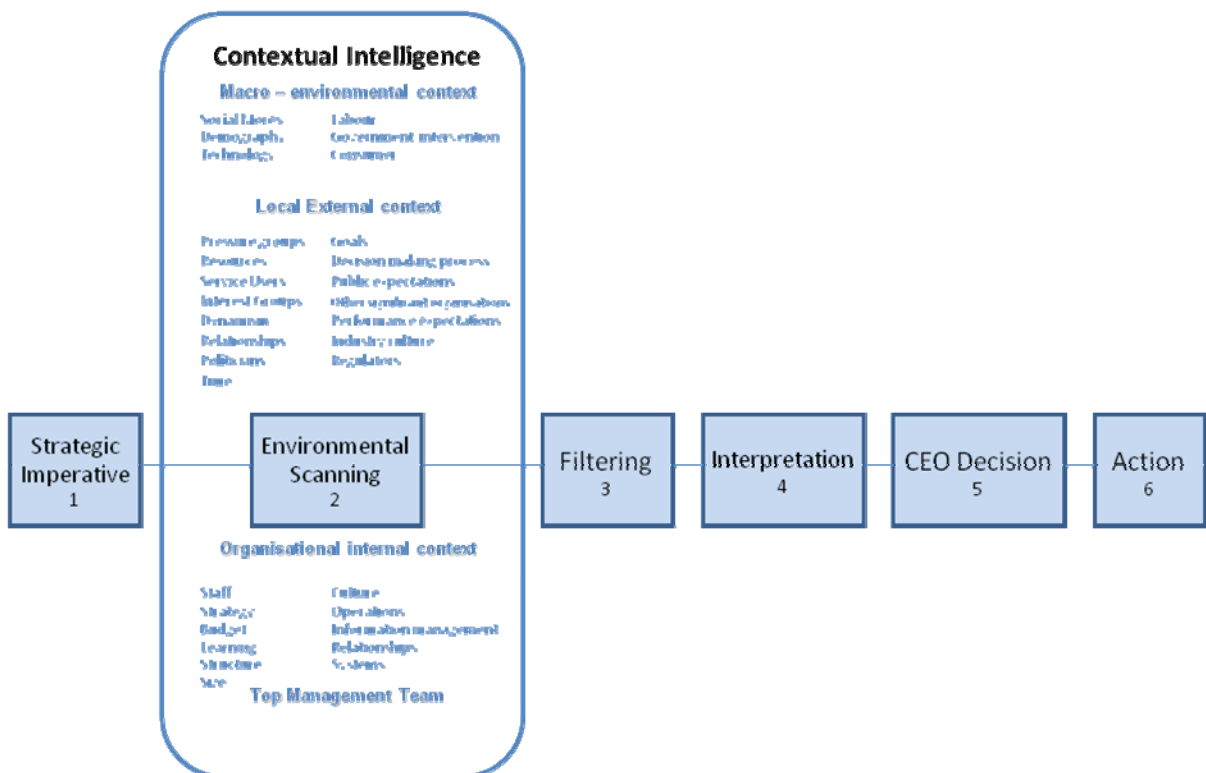 Contextual Intelligence
Macro – environmental context
Social Mores Labour
Demography Government intervention
Technology Consumer
Local External context
Pressure groups Goals
Resources Decision making process
Service Users Public expectations
Interest Groups Other significant organisations
Dynamism Performance expectations
Relationships Industry culture
Politicians Regulators
Time
Strategic
Imperative
1
Environmental
Scanning
2
Filtering
3
Interpretation
4
CEO Decision
5
Action
6
Organisational internal context
Staff Culture
Strategy Operations
Budget Information management
Learning Relationships
Structure Systems
Size
Top Management Team